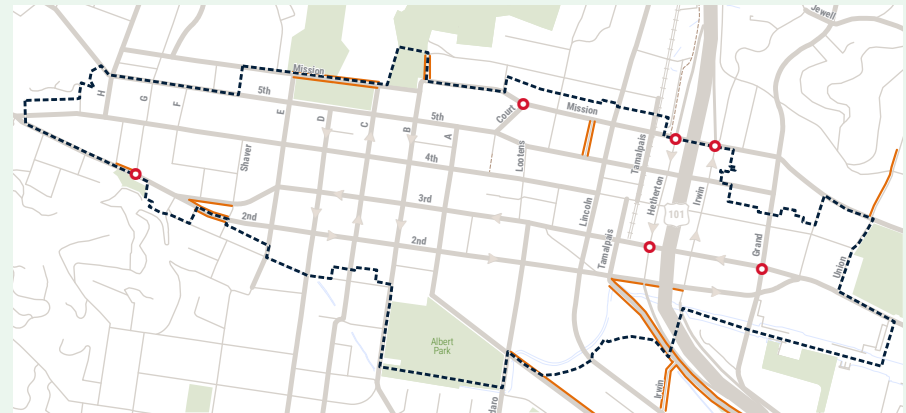 Jewell
Mission
5th
H
G
F
E
D
C
B
A
5th
Court
Mission
Shaver
4th
Lootens
Tamalpais
Hetherton
Irwin
3rd
2nd
2nd
Lincoln
Tamalpais
101
Grand
Union
Albert
Park
Irwin
daro